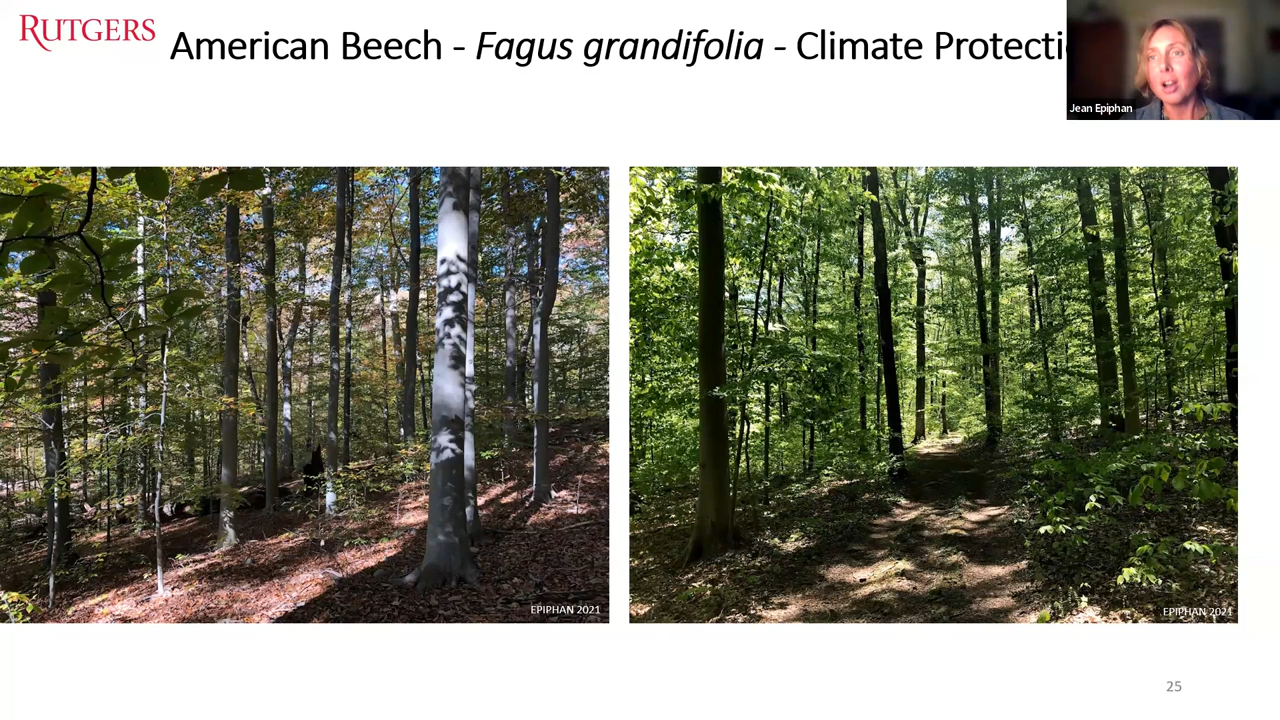 RUTGERS
American Beech - Fagus grandifolia - Climate Protecti
Jean Epiphan
EPIPHAN 2021
EPIPHAN 2021
25